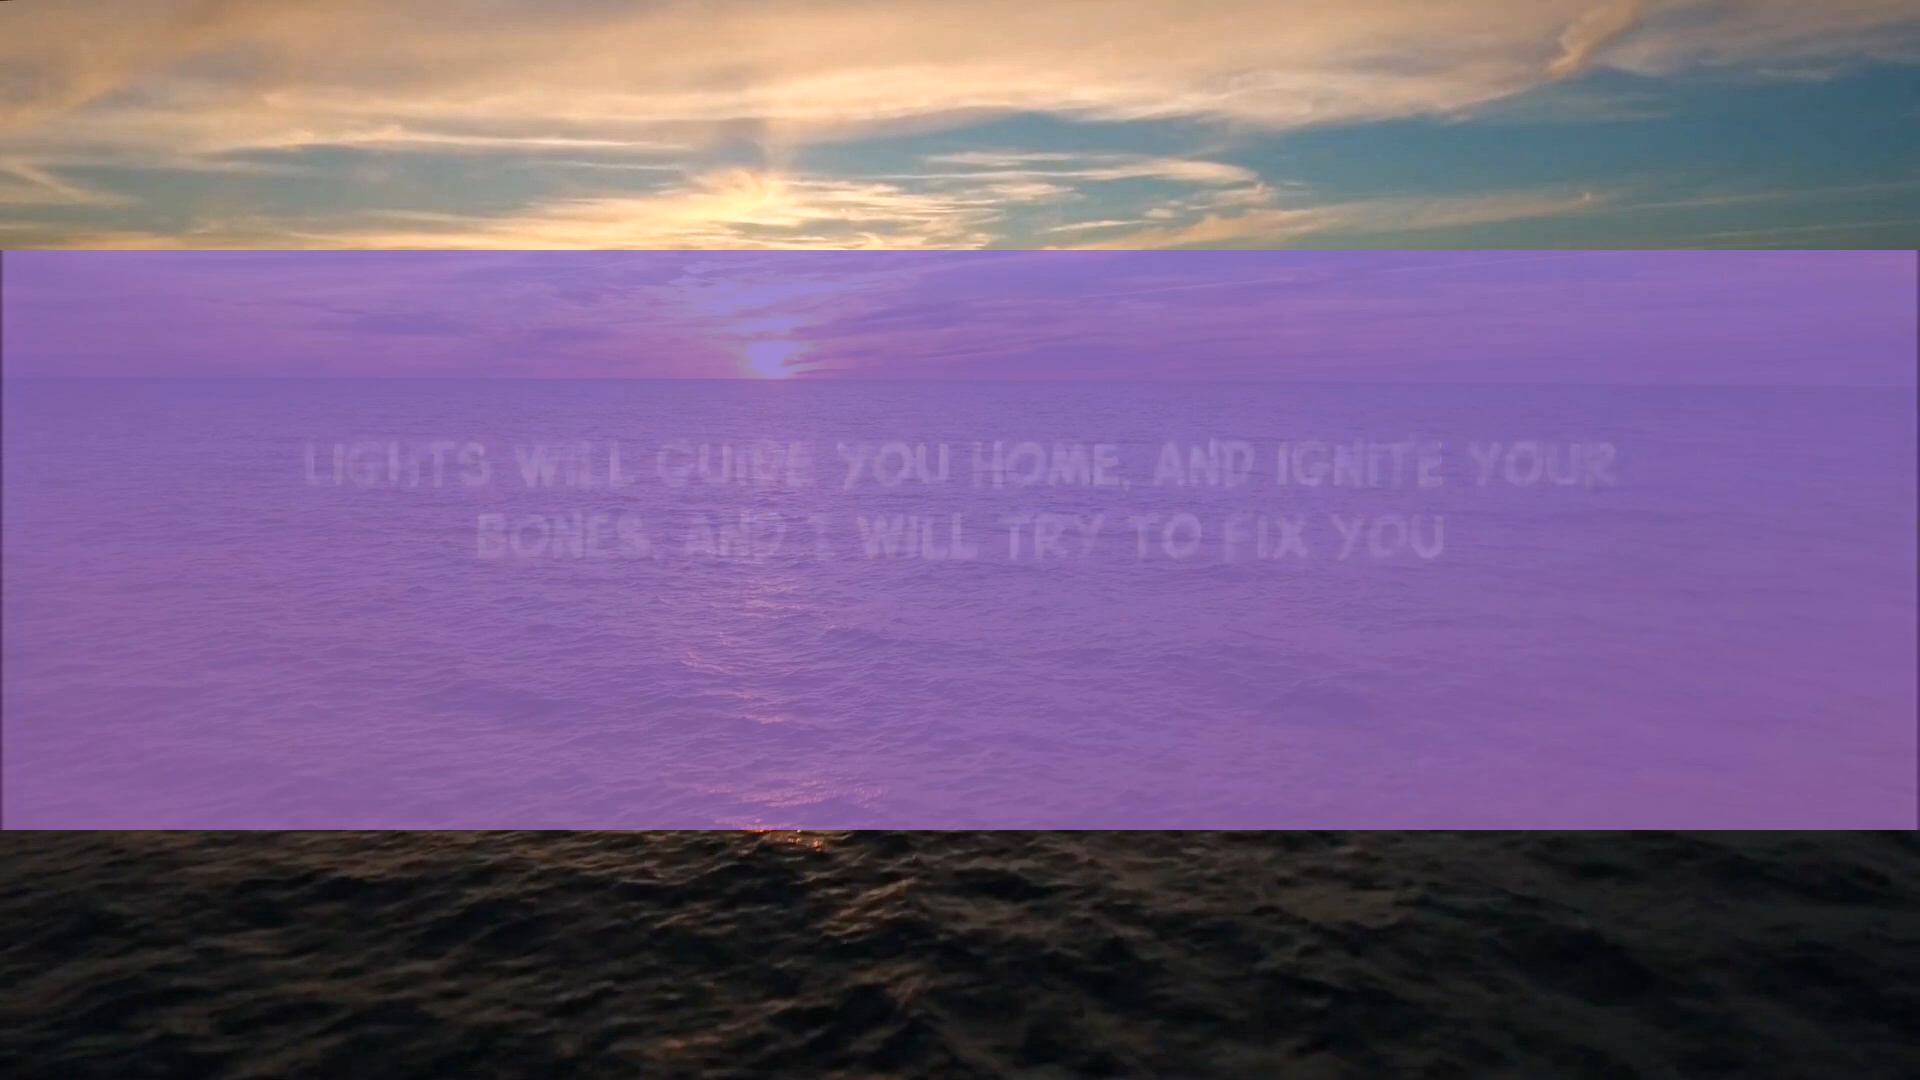 LIGHTS WILL GUIDE YOU HOME, AND IGNITE YOUR
BONES, AND I WILL TRY TO FIX YOU